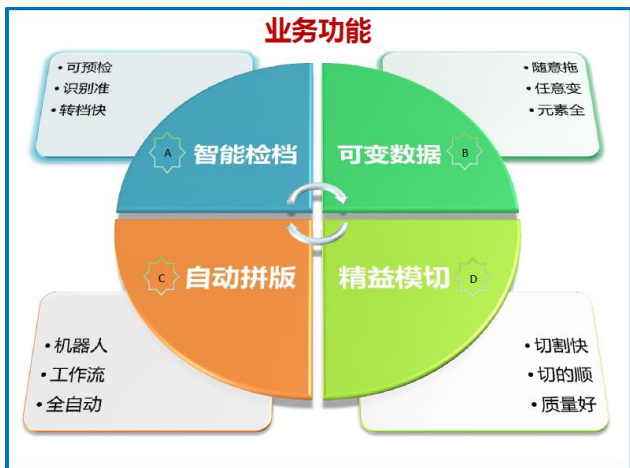 业务功能
•可预检
•识别准
•转档快
•随意拖
•任意变
•元素全
A 智能检档
可变数据 B
C 自动拼版
精益模切 D
•机器人
•工作流
•全自动
•切割快
•切的顺
•质量好